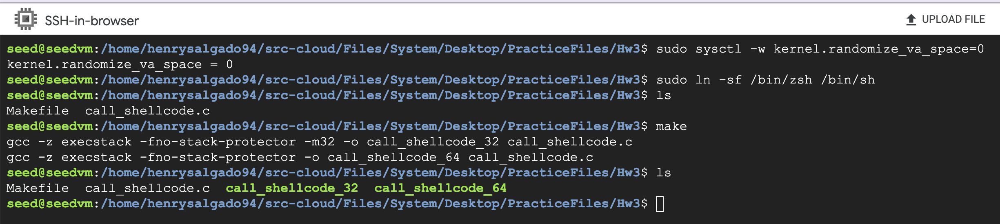 SSH-in-browser
UPLOAD FILE
seed@seedvm:/home/henrysalgado94/src-cloud/Files/System/Desktop/PracticeFiles/Hw3$ sudo sysctl -w kernel.randomize_va_space=0
kernel.randomize_va_space = 0
seed@seedvm:/home/henrysalgado94/src-cloud/Files/System/Desktop/PracticeFiles/Hw3$ sudo ln -sf /bin/zsh /bin/sh
seed@seedvm:/home/henrysalgado94/src-cloud/Files/System/Desktop/PracticeFiles/Hw3$ ls
Makefile  call_shellcode.c
seed@seedvm:/home/henrysalgado94/src-cloud/Files/System/Desktop/PracticeFiles/Hw3$ make
gcc -z execstack -fno-stack-protector -m32 -o call_shellcode_32 call_shellcode.c
gcc -z execstack -fno-stack-protector -o call_shellcode_64 call_shellcode.c
seed@seedvm:/home/henrysalgado94/src-cloud/Files/System/Desktop/PracticeFiles/Hw3$ ls
Makefile  call_shellcode.c  call_shellcode_32  call_shellcode_64
seed@seedvm:/home/henrysalgado94/src-cloud/Files/System/Desktop/PracticeFiles/Hw3$